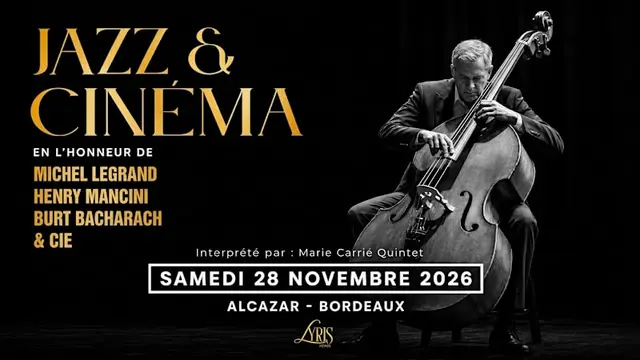 JAZZ &
CINÉMA
EN L'HONNEUR DE
MICHEL LEGRAND
HENRY MANCINI
BURT BACHARACH
& CIE
Interprété par : Marie Carrié Quintet
SAMEDI 28 NOVEMBRE 2026
ALCAZAR - BORDEAUX
LYRIS